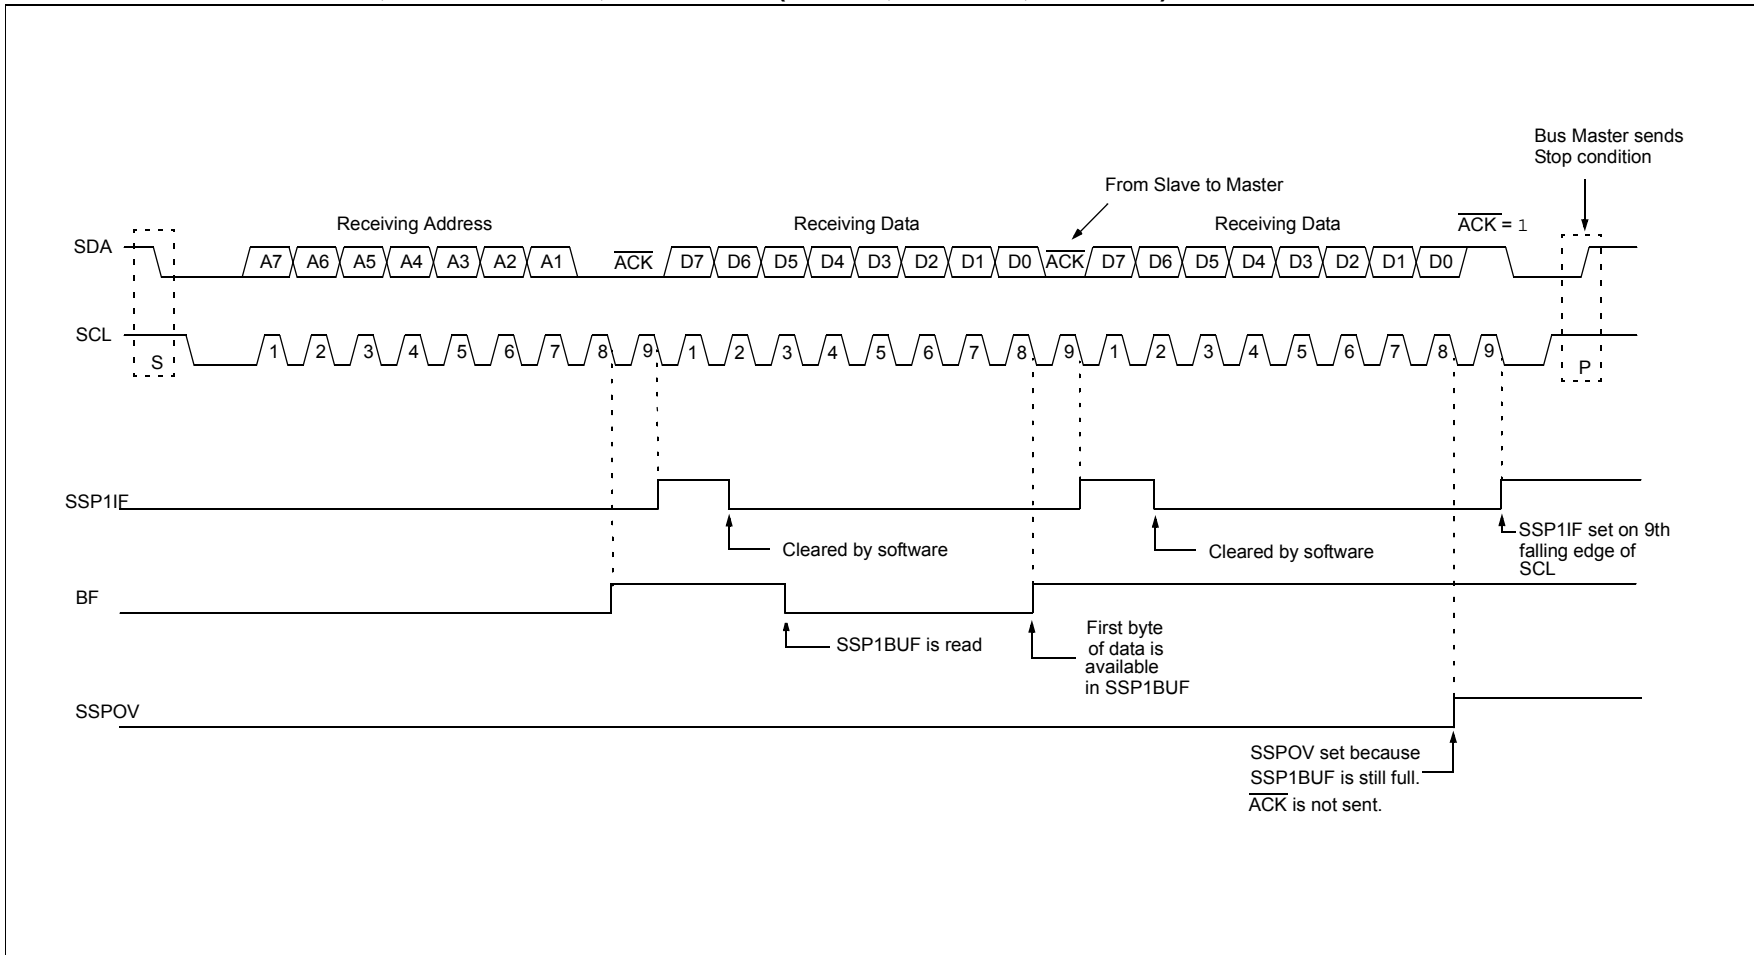 Bus Master sends
Stop condition
From Slave to Master
Receiving Address
Receiving Data
Receiving Data
ACK = 1
SDA
A7 A6 A5 A4 A3 A2 A1 ACK D7 D6 D5 D4 D3 D2 D1 D0 ACK D7 D6 D5 D4 D3 D2 D1 D0
SCL
S
1 2 3 4 5 6 7 8 9 1 2 3 4 5 6 7 8 9 1 2 3 4 5 6 7 8 9
P
SSP1IF
Cleared by software
Cleared by software
SSP1IF set on 9th
falling edge of
SCL
BF
SSP1BUF is read
First byte
of data is
available
in SSP1BUF
SSPOV
SSPOV set because
SSP1BUF is still full.
ACK is not sent.